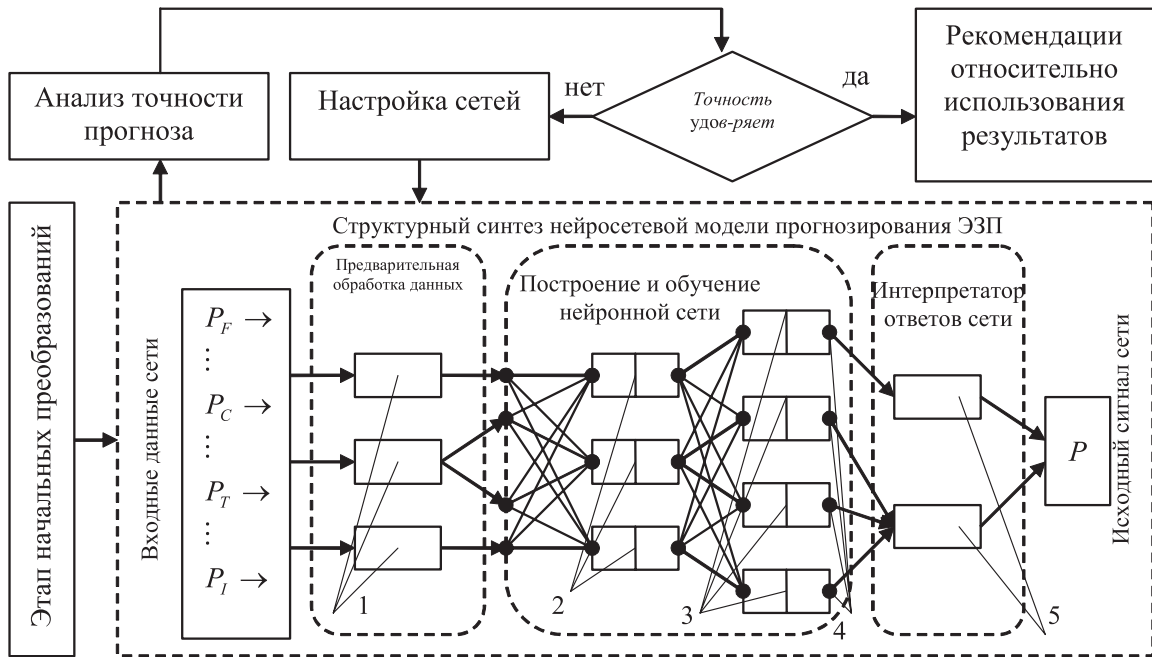 Анализ точности
прогноза
Настройка сетей
нет
Точность
удов-ряет
да
Рекомендации
относительно
использования
результатов
Этап начальных преобразований
Структурный синтез нейросетевой модели прогнозирования ЭЗП
Входные данные сети
P_F →
...
P_C →
...
P_T →
...
P_I →
Предварительная
обработка данных
1
Построение и обучение
нейронной сети
2
3
4
Интерпретатор
ответов сети
5
P
Исходный сигнал сети